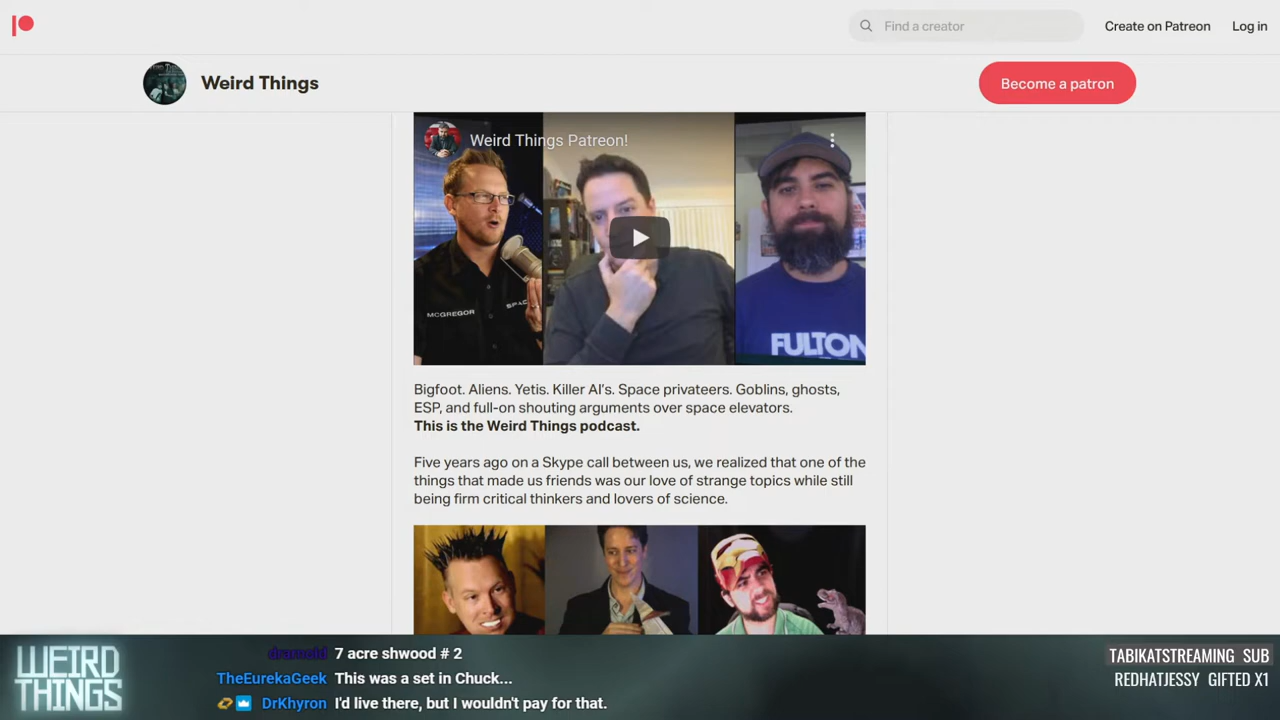 Find a creator
Create on Patreon
Log in
Weird Things
Become a patron
Weird Things Patreon!
MCGREGOR
SPAC
FULTON
Bigfoot. Aliens. Yetis. Killer AI's. Space privateers. Goblins, ghosts,
ESP, and full-on shouting arguments over space elevators.
This is the Weird Things podcast.
Five years ago on a Skype call between us, we realized that one of the
things that made us friends was our love of strange topics while still
being firm critical thinkers and lovers of science.
WEIRD
THINGS
7 acre shwood # 2
TheEurekaGeek This was a set in Chuck...
DrKhyron I'd live there, but I wouldn't pay for that.
TABIKATSTREAMING SUB
REDHATJESSY GIFTED X1